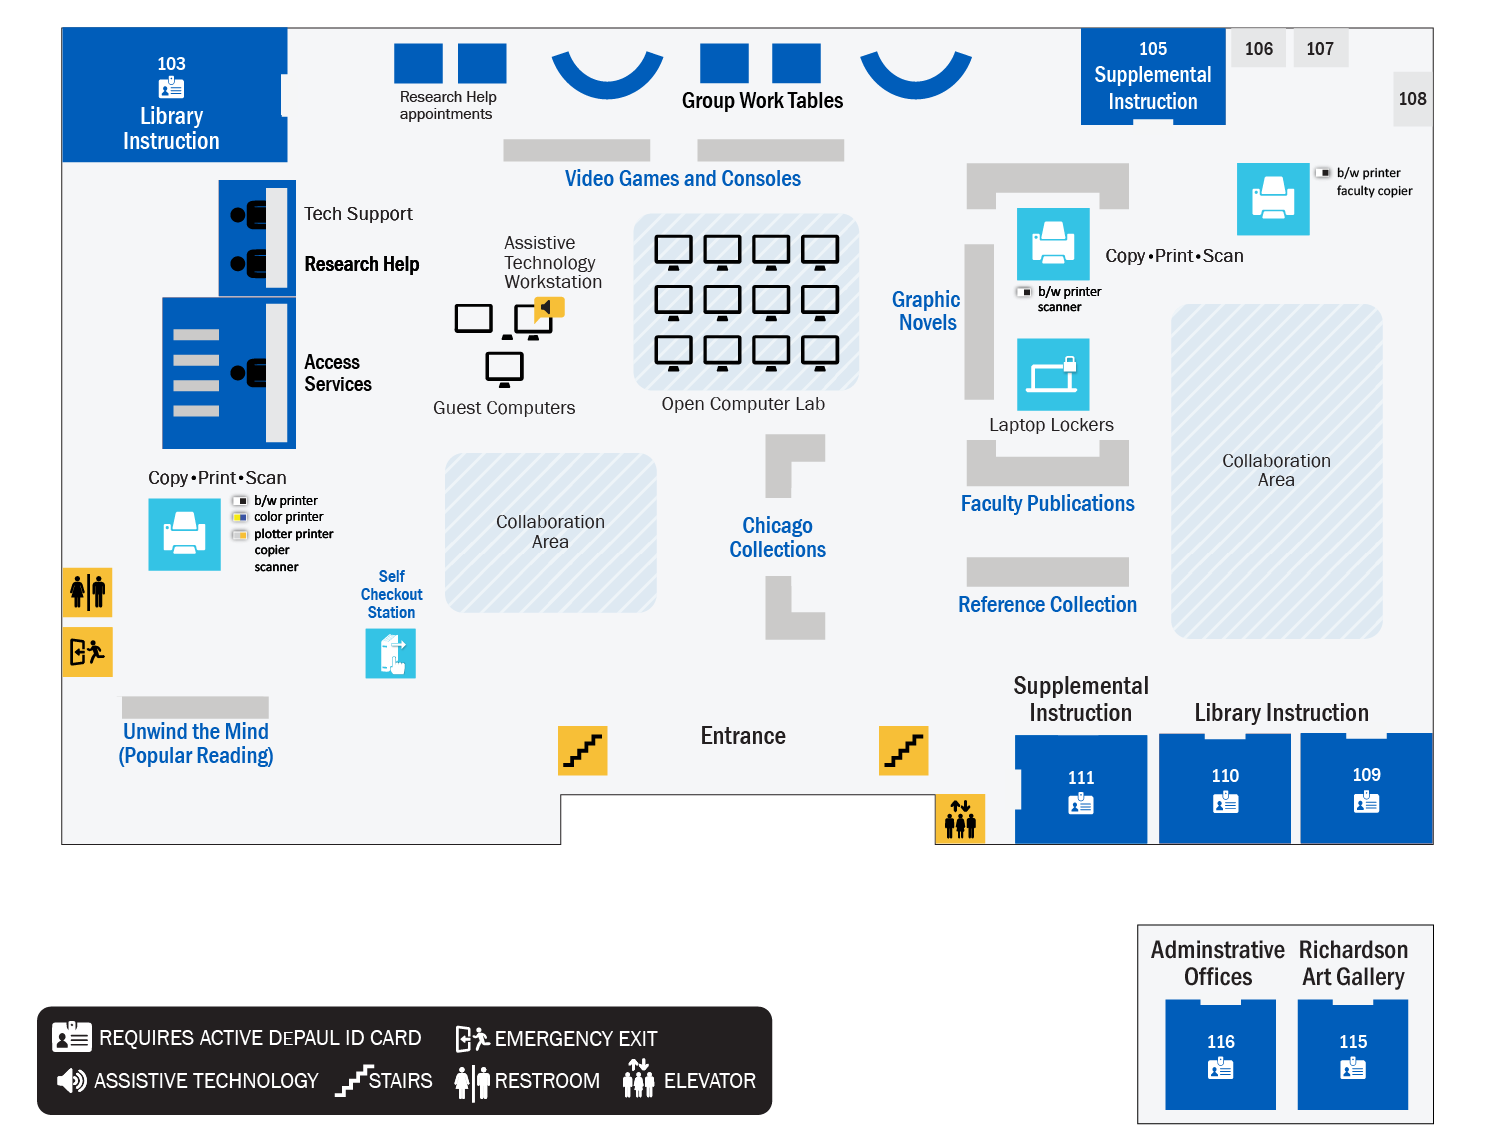 103
Library
Instruction
Research Help
appointments
Group Work Tables
105
Supplemental
Instruction
106
107
108
Video Games and Consoles
b/w printer
faculty copier
Tech Support
Research Help
Assistive
Technology
Workstation
Copy•Print•Scan
b/w printer
scanner
Graphic
Novels
Access
Services
Guest Computers
Open Computer Lab
Laptop Lockers
Collaboration
Area
Copy•Print•Scan
b/w printer
color printer
plotter printer
copier
scanner
Collaboration
Area
Chicago
Collections
Faculty Publications
Self
Checkout
Station
Reference Collection
Unwind the Mind
(Popular Reading)
Entrance
Supplemental
Instruction
Library Instruction
111
110
109
Adminstrative
Offices
Richardson
Art Gallery
116
115
REQUIRES ACTIVE DEPAUL ID CARD
EMERGENCY EXIT
ASSISTIVE TECHNOLOGY
STAIRS
RESTROOM
ELEVATOR